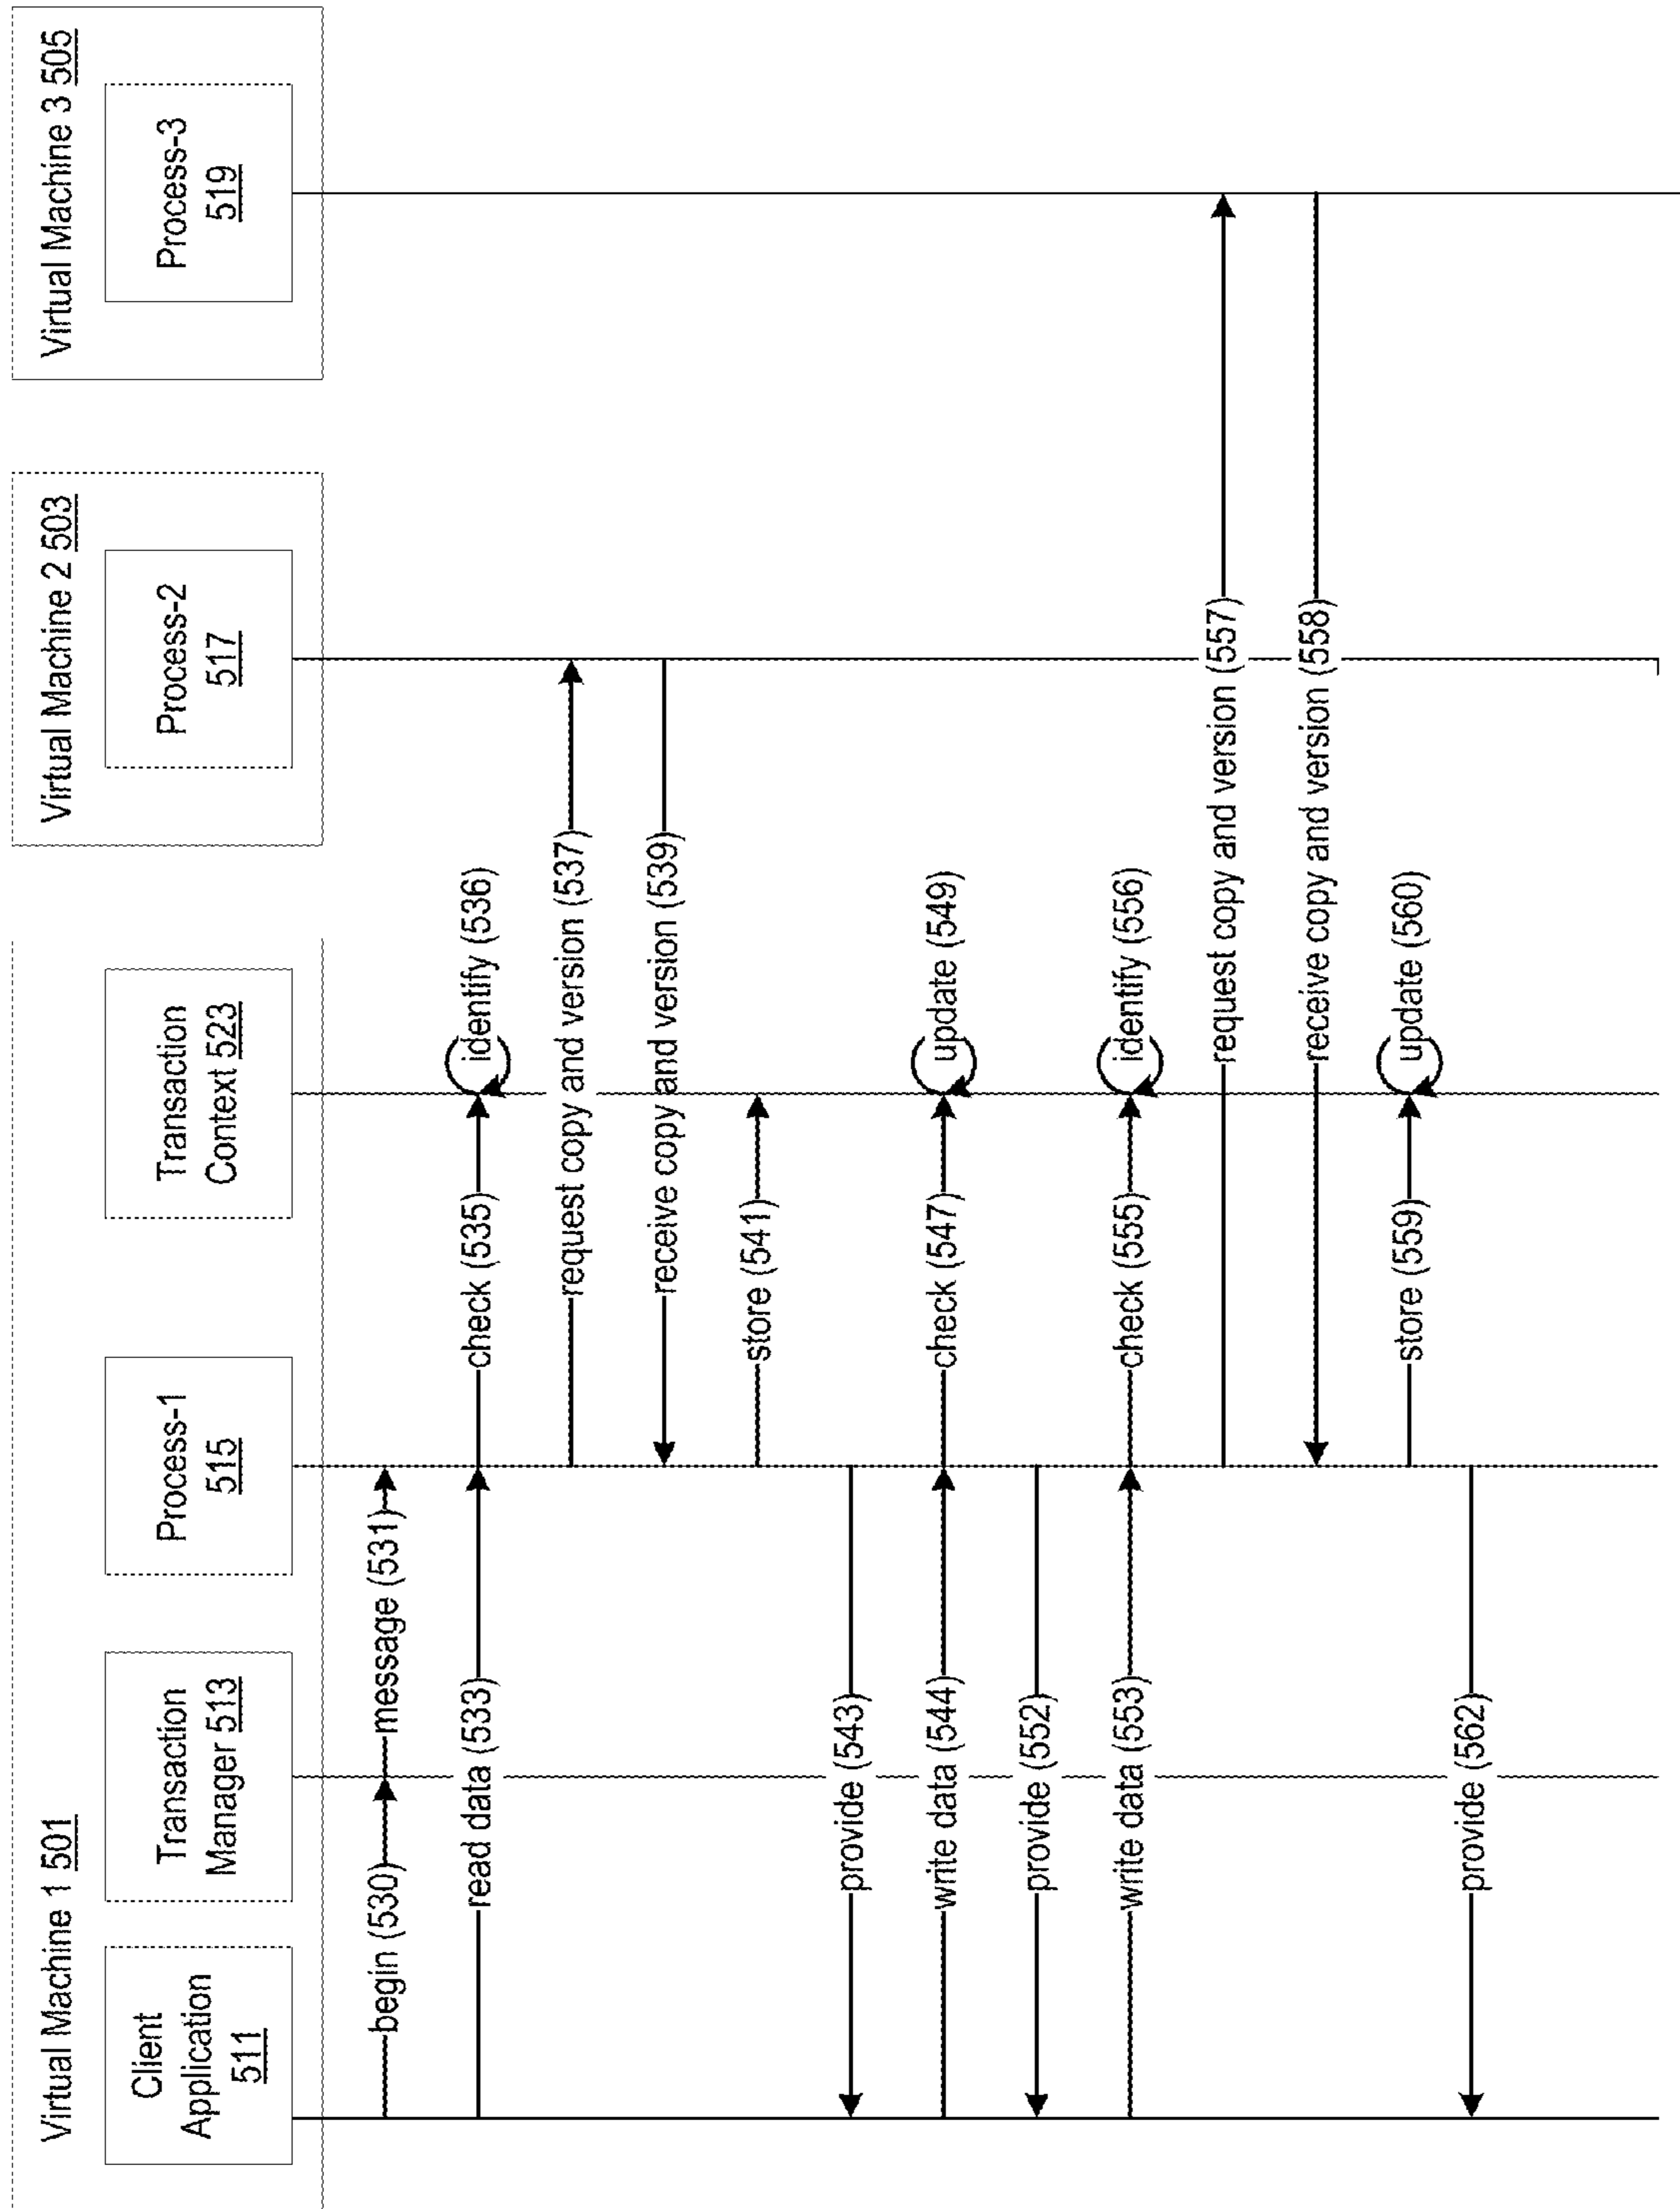 Virtual Machine 1 501
Virtual Machine 2 503
Virtual Machine 3 505
Client
Application
511
Transaction
Manager 513
Process-1
515
Transaction
Context 523
Process-2
517
Process-3
519
begin (530)
message (531)
read data (533)
check (535)
identify (536)
request copy and version (537)
receive copy and version (539)
store (541)
provide (543)
write data (544)
check (547)
update (549)
provide (552)
write data (553)
check (555)
identify (556)
request copy and version (557)
receive copy and version (558)
store (559)
update (560)
provide (562)